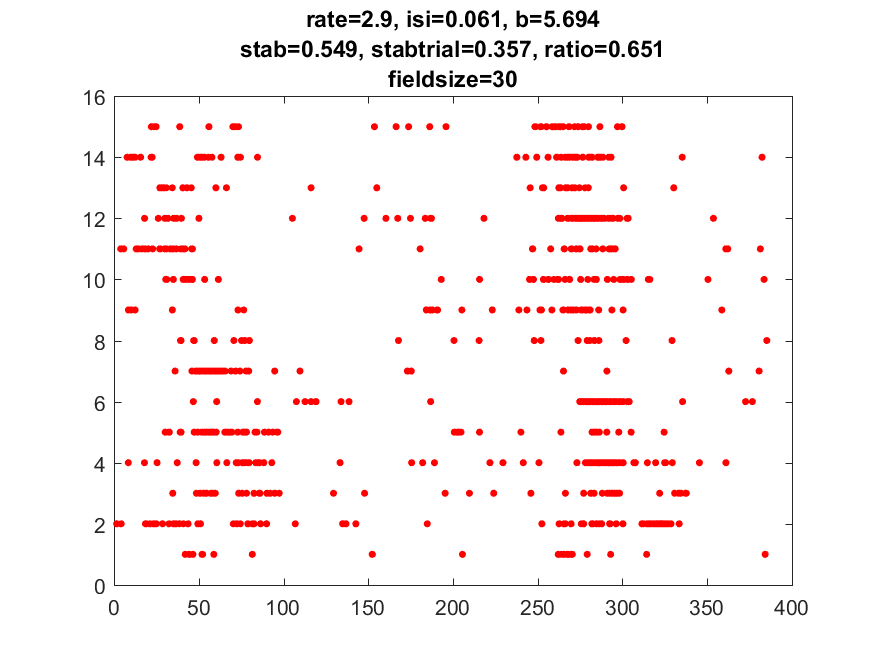 rate=2.9, isi=0.061, b=5.694
stab=0.549, stabtrial=0.357, ratio=0.651
fieldsize=30
16
14
12
10
8
6
4
2
0
0 50 100 150 200 250 300 350 400